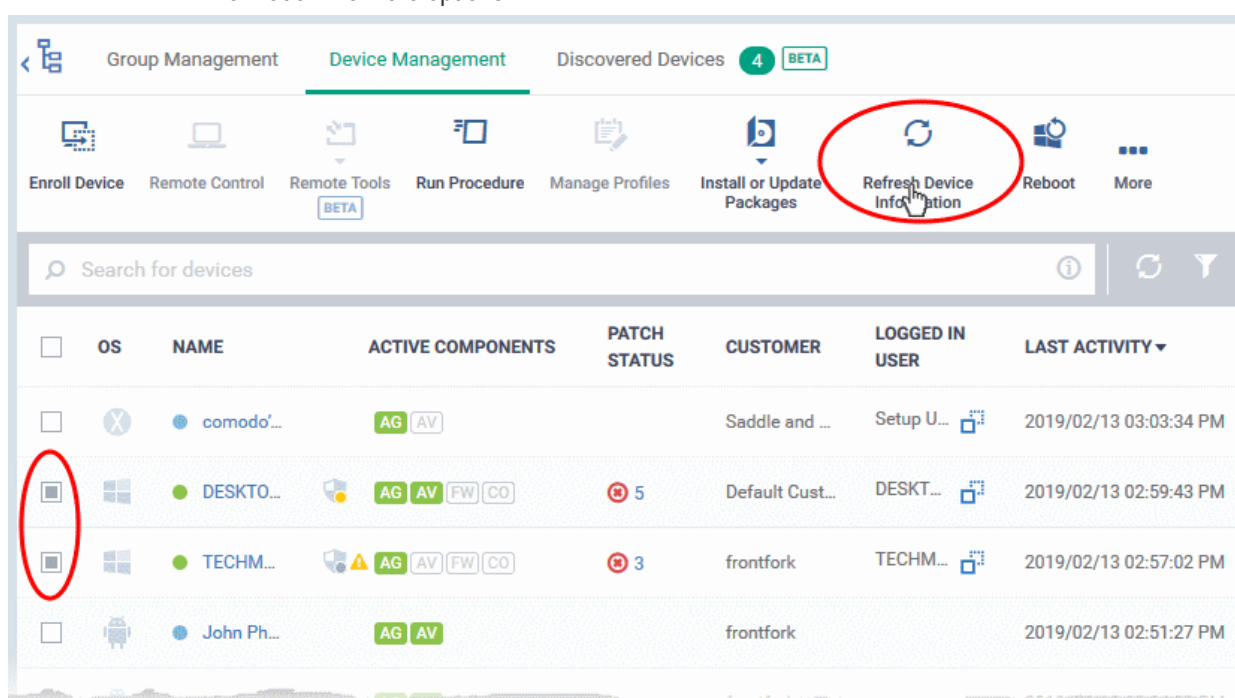 Group Management Device Management Discovered Devices 4 BETA
Enroll Device Remote Control Remote Tools Run Procedure Manage Profiles Install or Update Refresh Device Reboot More
BETA Packages
Search for devices
OS NAME ACTIVE COMPONENTS PATCH STATUS CUSTOMER LOGGED IN USER LAST ACTIVITY
comodo'... AG AV Saddle and ... Setup U... 2019/02/13 03:03:34 PM
DESKTO... AG AV FW CO 5 Default Cust... DESKT... 2019/02/13 02:59:43 PM
TECHM... AG AV FW CO 3 frontfork TECHM... 2019/02/13 02:57:02 PM
John Ph... AG AV frontfork 2019/02/13 02:51:27 PM